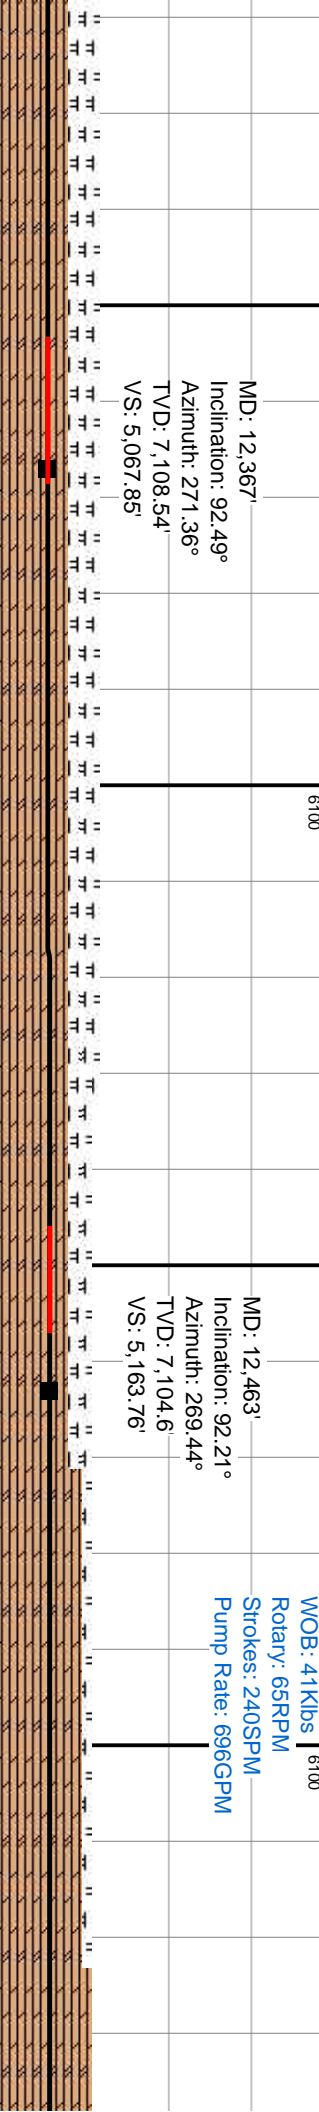 MD: 12,367'
Inclination: 92.49°
Azimuth: 271.36°
TVD: 7,108.54'
VS: 5,067.85'
6100
MD: 12,463'
Inclination: 92.21°
Azimuth: 269.44°
TVD: 7,104.6'
VS: 5,163.76'
WOB: 41Klbs
Rotary: 65RPM
Strokes: 240SPM
Pump Rate: 696GPM
6100